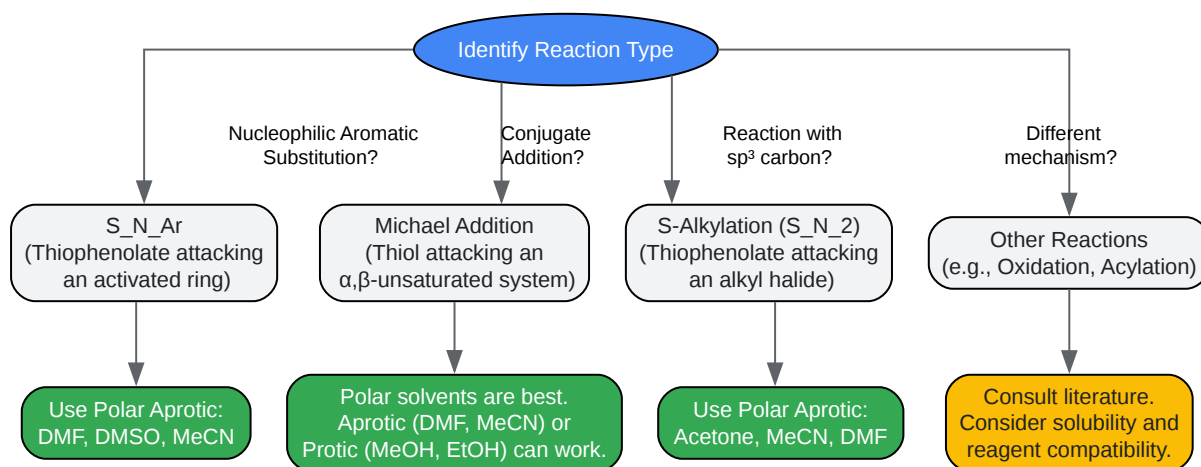 Identify Reaction Type
Nucleophilic Aromatic
Substitution?
Conjugate
Addition?
Reaction with
sp³ carbon?
Different
mechanism?
S_N_Ar
(Thiophenolate attacking
an activated ring)
Michael Addition
(Thiol attacking an
α,β-unsaturated system)
S-Alkylation (S_N_2)
(Thiophenolate attacking
an alkyl halide)
Other Reactions
(e.g., Oxidation, Acylation)
Use Polar Aprotic:
DMF, DMSO, MeCN
Polar solvents are best.
Aprotic (DMF, MeCN) or
Protic (MeOH, EtOH) can work.
Use Polar Aprotic:
Acetone, MeCN, DMF
Consult literature.
Consider solubility and
reagent compatibility.